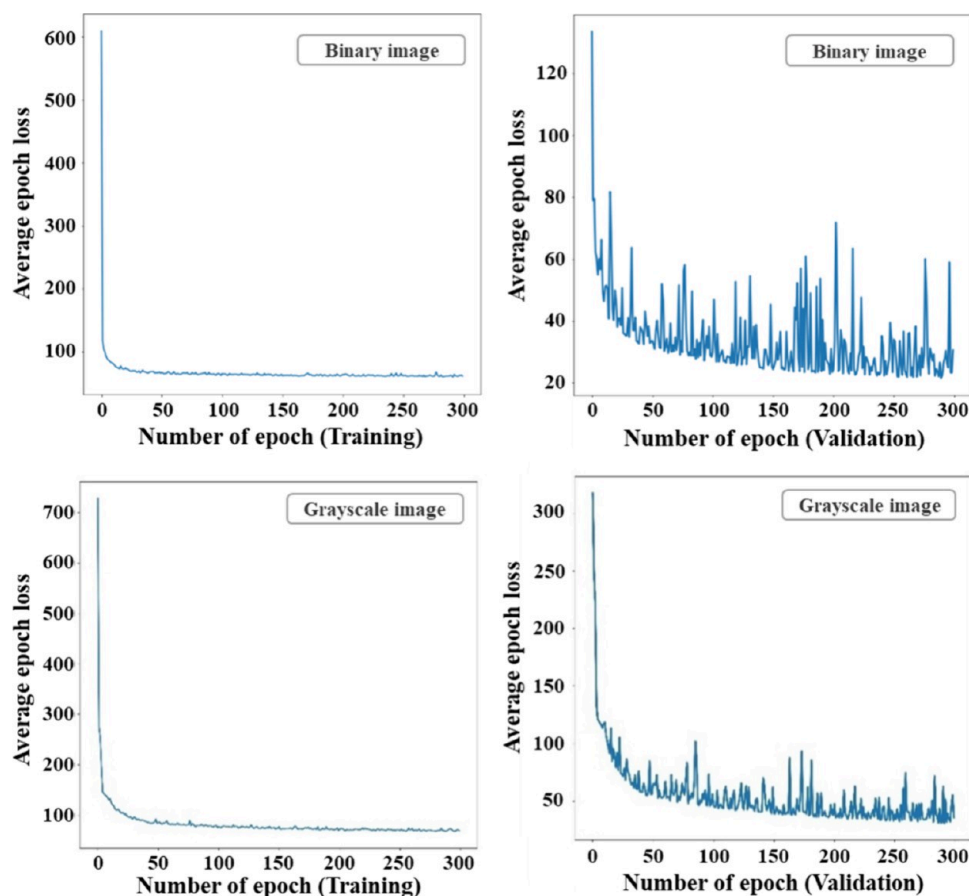 Binary image
Average epoch loss
600
500
400
300
200
100
0 50 100 150 200 250 300
Number of epoch (Training)
Binary image
Average epoch loss
120
100
80
60
40
20
0 50 100 150 200 250 300
Number of epoch (Validation)
Grayscale image
Average epoch loss
700
600
500
400
300
200
100
0 50 100 150 200 250 300
Number of epoch (Training)
Grayscale image
Average epoch loss
300
250
200
150
100
50
0 50 100 150 200 250 300
Number of epoch (Validation)